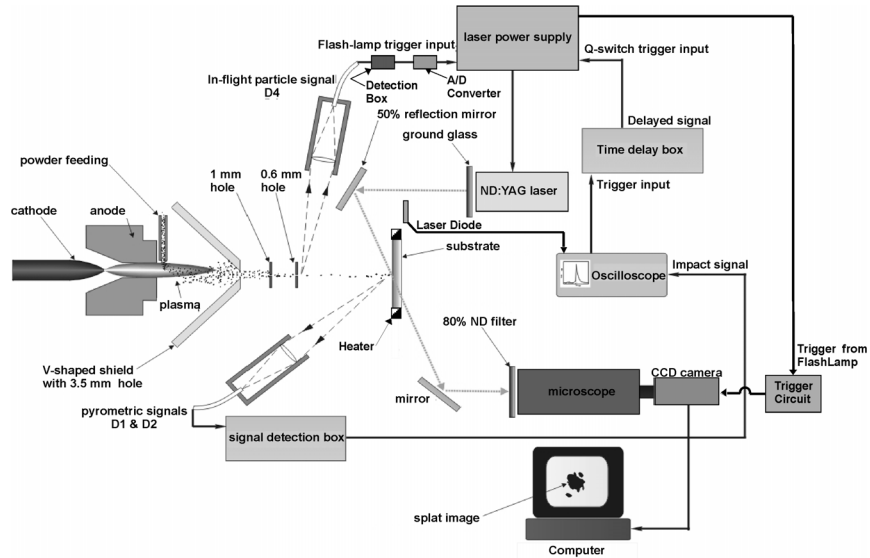 Flash-lamp trigger input
laser power supply
Q-switch trigger input
In-flight particle signal
D4
Detection
Box
A/D
Converter
50% reflection mirror
ground glass
Delayed signal
Time delay box
powder feeding
1 mm
hole
0.6 mm
hole
ND:YAG laser
Trigger input
cathode
anode
Laser Diode
substrate
Oscilloscope
Impact signal
plasma
80% ND filter
Heater
V-shaped shield
with 3.5 mm hole
Trigger from
FlashLamp
CCD camera
mirror
microscope
Trigger
Circuit
pyrometric signals
D1 & D2
signal detection box
splat image
Computer